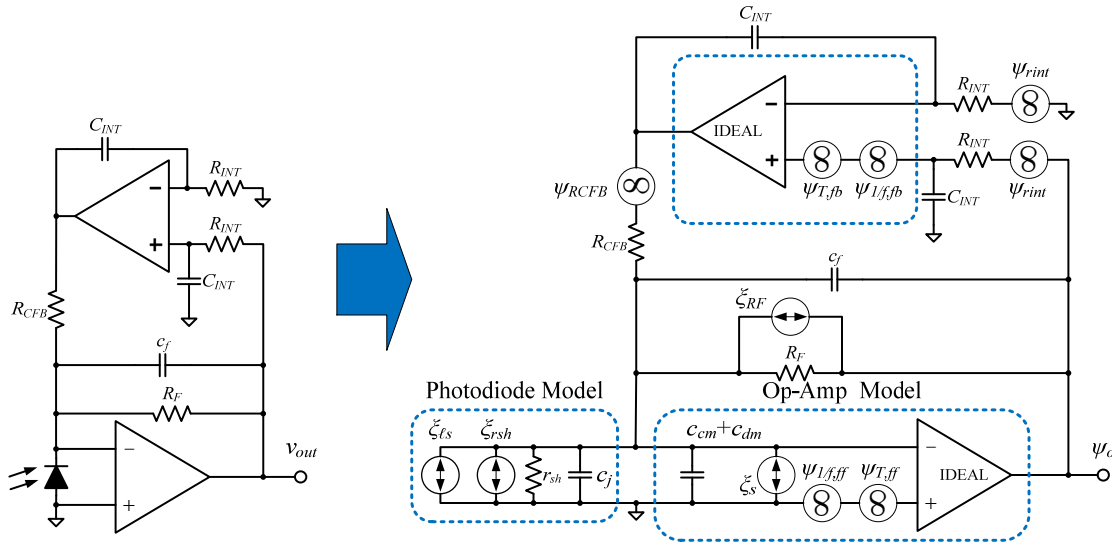 C_INT
R_INT
−
R_INT
+
C_INT
R_CFB
c_f
R_F
−
+
v_out
C_INT
ψ_rint
R_INT
−
IDEAL
R_INT
+
ψ_T,fb
ψ_1/f,fb
ψ_rint
C_INT
ψ_RCFB
R_CFB
c_f
ξ_RF
R_F
Photodiode Model
Op-Amp Model
ξ_ℓs
ξ_rsh
r_sh
c_j
c_cm+c_dm
ξ_s
ψ_1/f,ff
ψ_T,ff
−
IDEAL
+